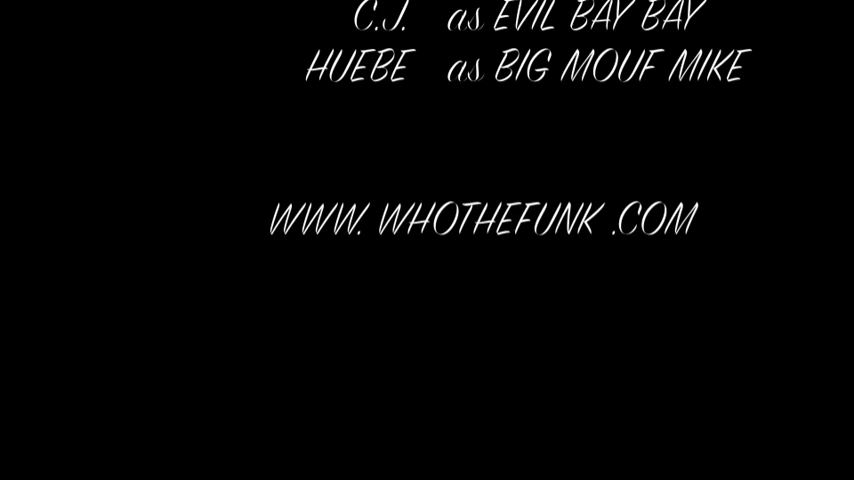 C.J. as EVIL BAY BAY
HUEBE as BIG MOUF MIKE
WWW. WHOTHEFUNK .COM